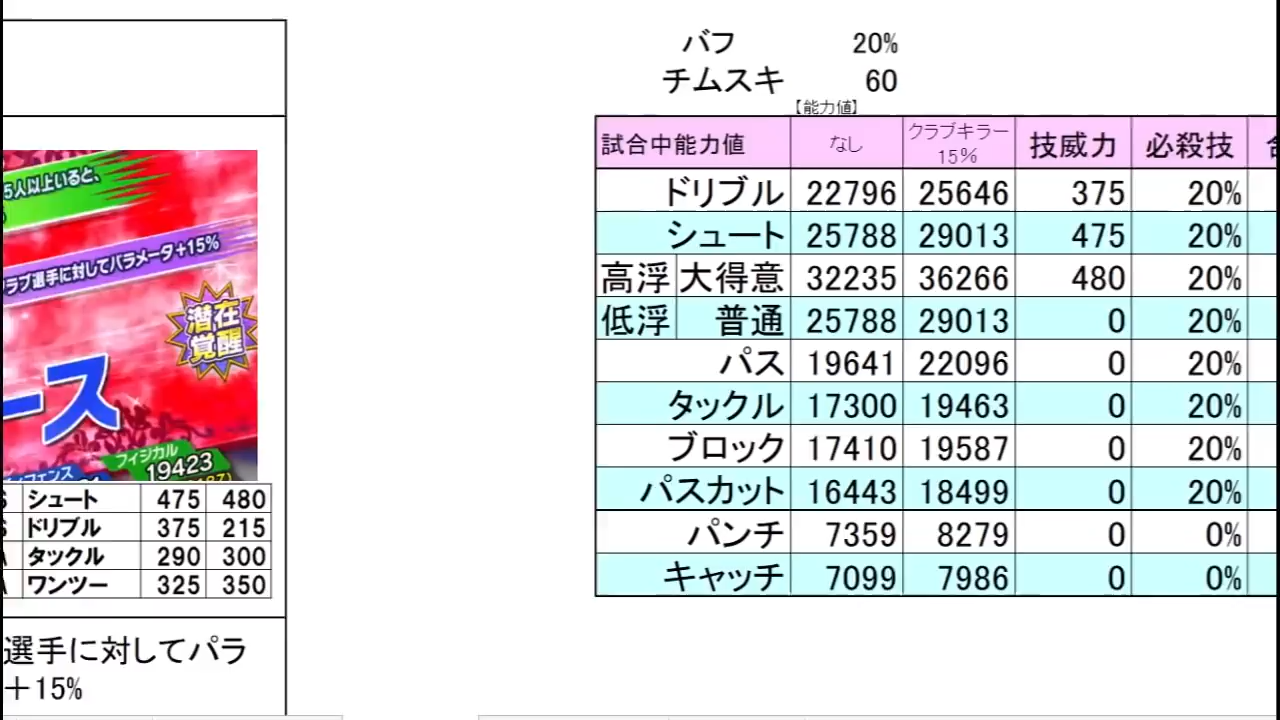 5人以上いると、
ラブ選手に対してパラメータ+15%
潜在
覚醒
ース
フィジカル
19423
ィフェンス
シュート 475 480
ドリブル 375 215
タックル 290 300
ワンツー 325 350
選手に対してパラ
+15%
バフ 20%
チムスキ 60
【能力値】
試合中能力値 なし クラブキラー 15% 技威力 必殺技
ドリブル 22796 25646 375 20%
シュート 25788 29013 475 20%
高浮 大得意 32235 36266 480 20%
低浮 普通 25788 29013 0 20%
パス 19641 22096 0 20%
タックル 17300 19463 0 20%
ブロック 17410 19587 0 20%
パスカット 16443 18499 0 20%
パンチ 7359 8279 0 0%
キャッチ 7099 7986 0 0%